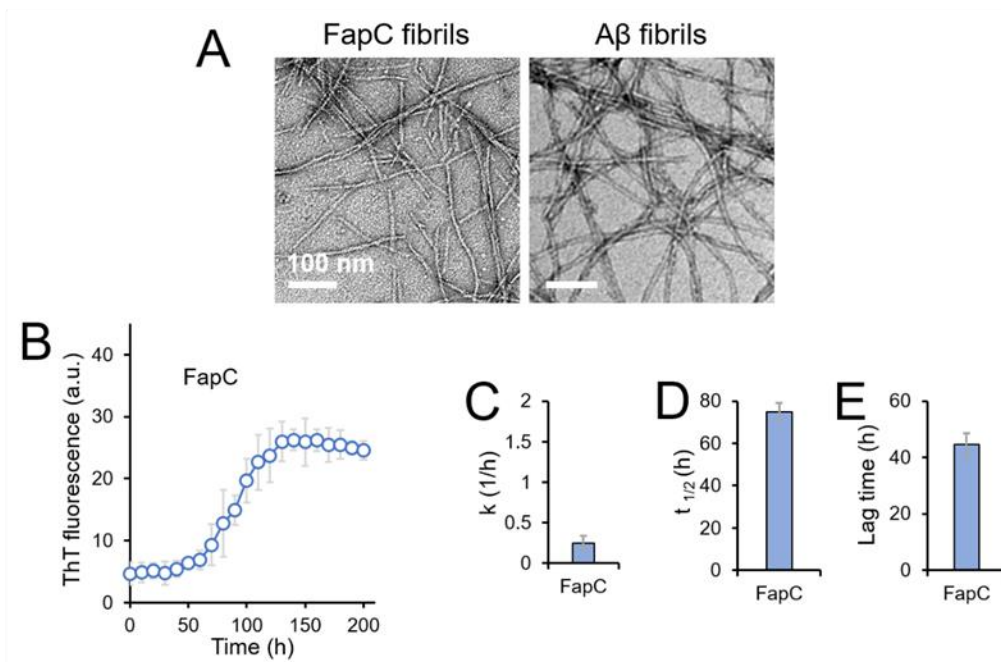 A
FapC fibrils
Aβ fibrils
100 nm
B
ThT fluorescence (a.u.)
40
30
20
10
0
FapC
0
50
100
150
200
Time (h)
C
k (1/h)
2
1.5
1
0.5
0
FapC
D
t 1/2 (h)
80
60
40
20
0
FapC
E
Lag time (h)
60
40
20
0
FapC